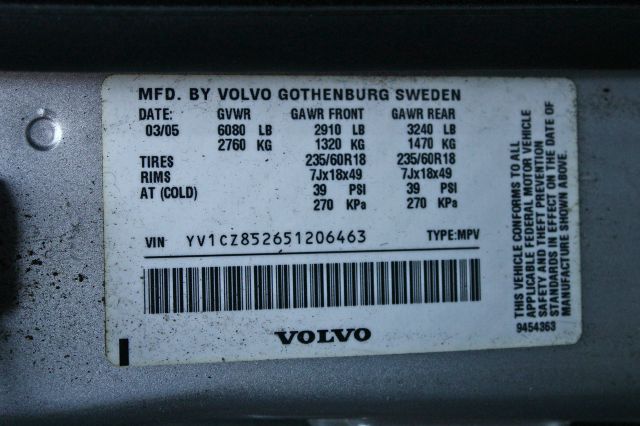 MFD. BY VOLVO GOTHENBURG SWEDEN
DATE: GVWR GAWR FRONT GAWR REAR
03/05 6080 LB 2910 LB 3240 LB
2760 KG 1320 KG 1470 KG
TIRES 235/60R18 235/60R18
RIMS 7Jx18x49 7Jx18x49
AT (COLD) 39 PSI 39 PSI
270 KPa 270 KPa
VIN YV1CZ852651206463 TYPE:MPV
VOLVO
THIS VEHICLE CONFORMS TO ALL
APPLICABLE FEDERAL MOTOR VEHICLE
SAFETY AND THEFT PREVENTION
STANDARDS IN EFFECT ON THE DATE OF
MANUFACTURE SHOWN ABOVE.
9454363